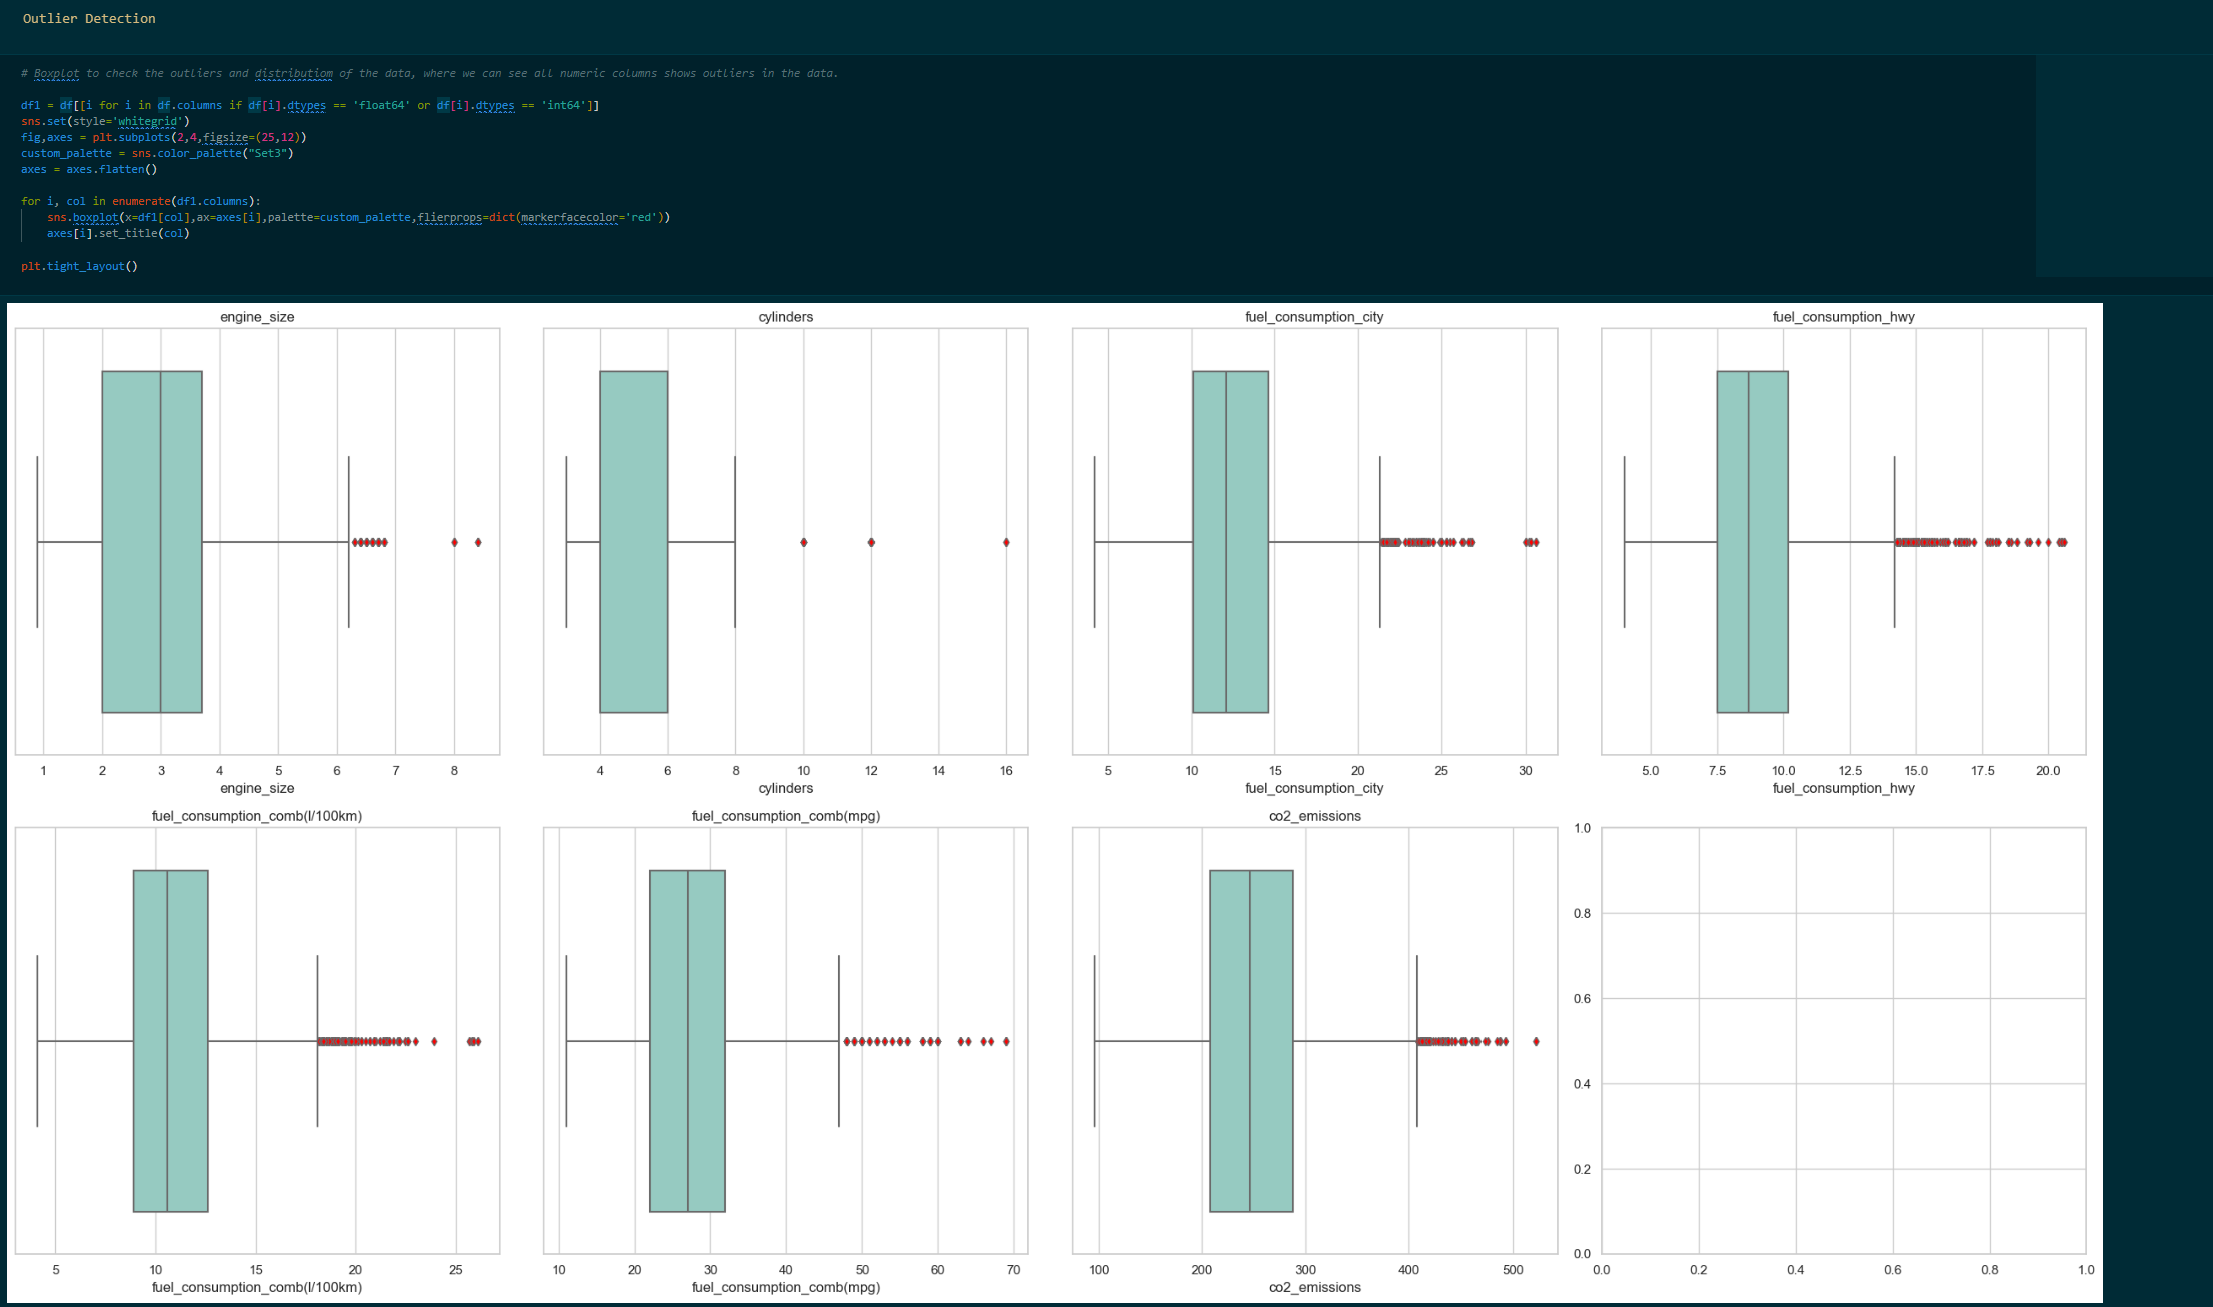 Outlier Detection
# Boxplot to check the outliers and distributiom of the data, where we can see all numeric columns shows outliers in the data.
df1 = df[[i for i in df.columns if df[i].dtypes == 'float64' or df[i].dtypes == 'int64']]
sns.set(style='whitegrid')
fig,axes = plt.subplots(2,4,figsize=(25,12))
custom_palette = sns.color_palette("Set3")
axes = axes.flatten()
for i, col in enumerate(df1.columns):
    sns.boxplot(x=df1[col],ax=axes[i],palette=custom_palette,flierprops=dict(markerfacecolor='red'))
    axes[i].set_title(col)
plt.tight_layout()
engine_size cylinders fuel_consumption_city fuel_consumption_hwy
1 2 3 4 5 6 7 8 4 6 8 10 12 14 16 5 10 15 20 25 30 5.0 7.5 10.0 12.5 15.0 17.5 20.0
engine_size cylinders fuel_consumption_city fuel_consumption_hwy
fuel_consumption_comb(l/100km) fuel_consumption_comb(mpg) co2_emissions
1.0
0.8
0.6
0.4
0.2
0.0
5 10 15 20 25 10 20 30 40 50 60 70 100 200 300 400 500 0.0 0.2 0.4 0.6 0.8 1.0
fuel_consumption_comb(l/100km) fuel_consumption_comb(mpg) co2_emissions